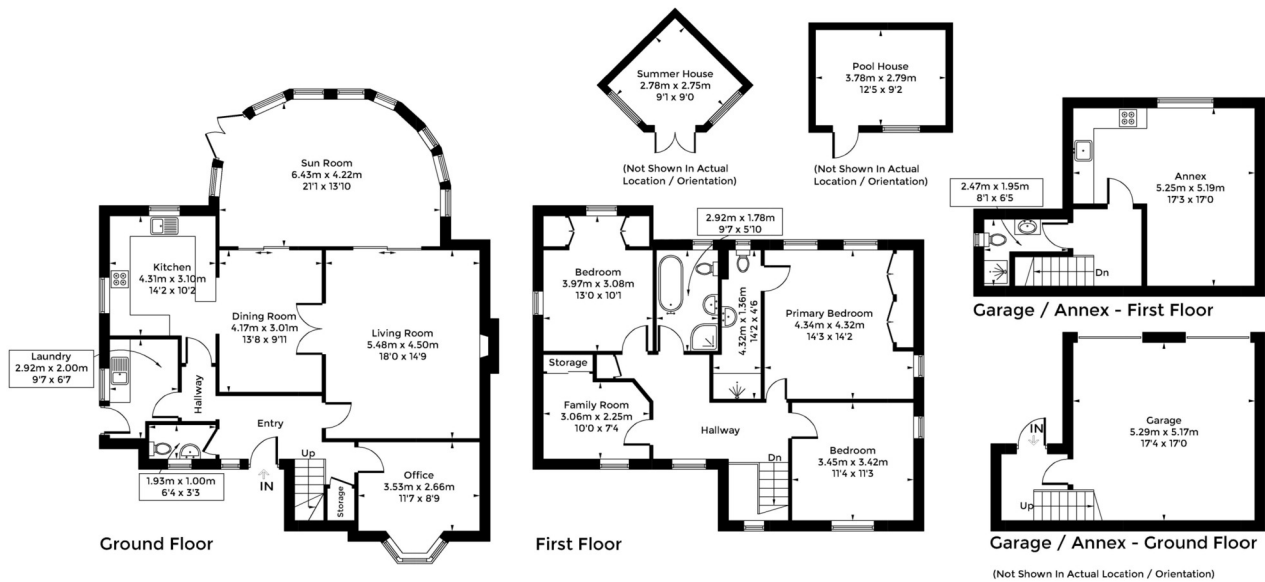 Summer House
2.78m x 2.75m
9'1 x 9'0
(Not Shown In Actual
Location / Orientation)
Pool House
3.78m x 2.79m
12'5 x 9'2
(Not Shown In Actual
Location / Orientation)
Sun Room
6.43m x 4.22m
21'1 x 13'10
Kitchen
4.31m x 3.10m
14'2 x 10'2
Dining Room
4.17m x 3.01m
13'8 x 9'11
Living Room
5.48m x 4.50m
18'0 x 14'9
Laundry
2.92m x 2.00m
9'7 x 6'7
Hallway
Entry
Up
IN
1.93m x 1.00m
6'4 x 3'3
Storage
Office
3.53m x 2.66m
11'7 x 8'9
Ground Floor
2.92m x 1.78m
9'7 x 5'10
Bedroom
3.97m x 3.08m
13'0 x 10'1
4.32m x 1.36m
14'2 x 4'6
Primary Bedroom
4.34m x 4.32m
14'3 x 14'2
Storage
Family Room
3.06m x 2.25m
10'0 x 7'4
Hallway
Dn
Bedroom
3.45m x 3.42m
11'4 x 11'3
First Floor
2.47m x 1.95m
8'1 x 6'5
Annex
5.25m x 5.19m
17'3 x 17'0
Dn
Garage / Annex - First Floor
IN
Up
Garage
5.29m x 5.17m
17'4 x 17'0
Garage / Annex - Ground Floor
(Not Shown In Actual Location / Orientation)